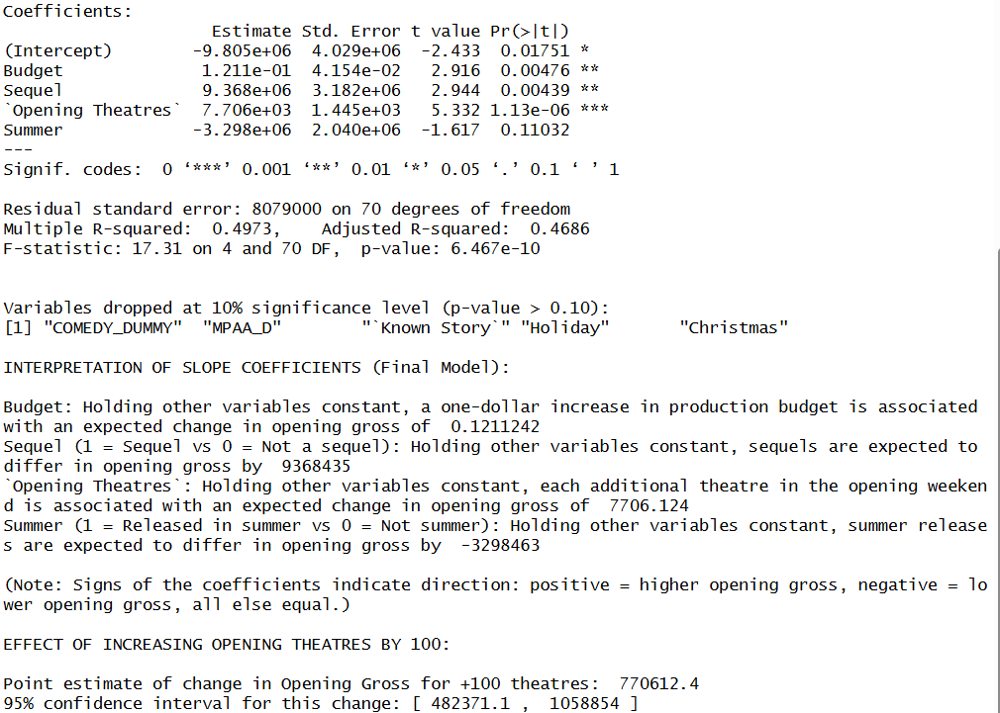 Coefficients:
                     Estimate Std. Error t value Pr(>|t|)
(Intercept)        -9.805e+06  4.029e+06  -2.433  0.01751 *
Budget              1.211e-01  4.154e-02   2.916  0.00476 **
Sequel              9.368e+06  3.182e+06   2.944  0.00439 **
`Opening Theatres`  7.706e+03  1.445e+03   5.332 1.13e-06 ***
Summer             -3.298e+06  2.040e+06  -1.617  0.11032
---
Signif. codes:  0 ‘***’ 0.001 ‘**’ 0.01 ‘*’ 0.05 ‘.’ 0.1 ‘ ’ 1
Residual standard error: 8079000 on 70 degrees of freedom
Multiple R-squared:  0.4973,    Adjusted R-squared:  0.4686
F-statistic: 17.31 on 4 and 70 DF,  p-value: 6.467e-10
Variables dropped at 10% significance level (p-value > 0.10):
[1] "COMEDY_DUMMY"  "MPAA_D"        "`Known Story`" "Holiday"       "Christmas"
INTERPRETATION OF SLOPE COEFFICIENTS (Final Model):
Budget: Holding other variables constant, a one-dollar increase in production budget is associated
with an expected change in opening gross of  0.1211242
Sequel (1 = Sequel vs 0 = Not a sequel): Holding other variables constant, sequels are expected to
differ in opening gross by  9368435
`Opening Theatres`: Holding other variables constant, each additional theatre in the opening weeken
d is associated with an expected change in opening gross of  7706.124
Summer (1 = Released in summer vs 0 = Not summer): Holding other variables constant, summer release
s are expected to differ in opening gross by  -3298463
(Note: Signs of the coefficients indicate direction: positive = higher opening gross, negative = lo
wer opening gross, all else equal.)
EFFECT OF INCREASING OPENING THEATRES BY 100:
Point estimate of change in Opening Gross for +100 theatres:  770612.4
95% confidence interval for this change: [ 482371.1 ,  1058854 ]